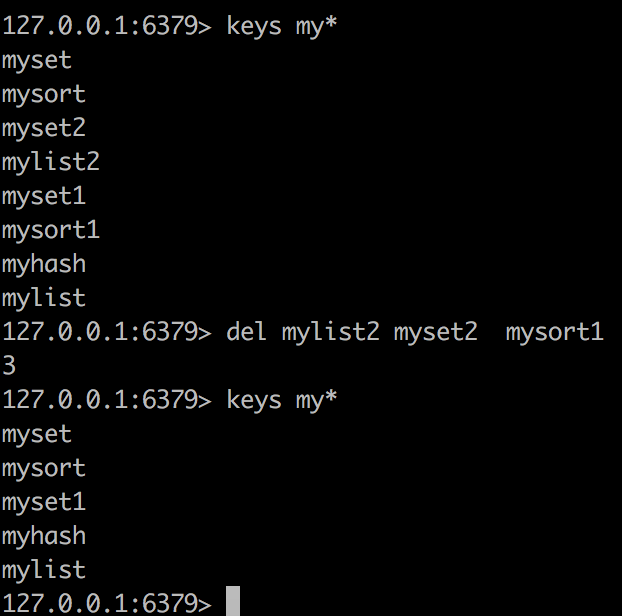 127.0.0.1:6379> keys my*
myset
mysort
myset2
mylist2
myset1
mysort1
myhash
mylist
127.0.0.1:6379> del mylist2 myset2  mysort1
3
127.0.0.1:6379> keys my*
myset
mysort
myset1
myhash
mylist
127.0.0.1:6379>